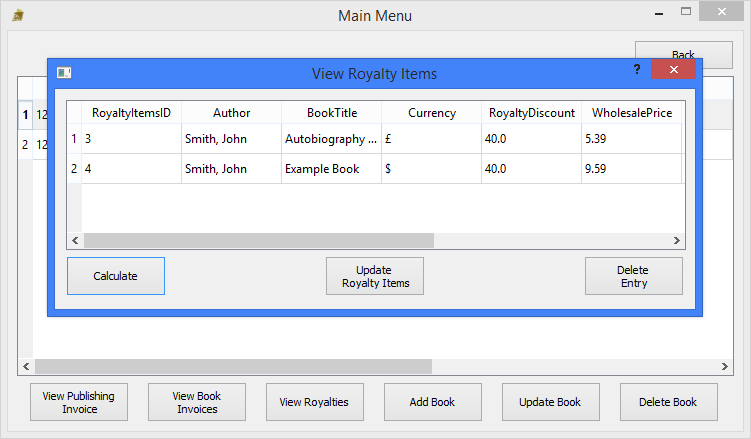 Main Menu
Back
View Royalty Items
?
RoyaltyItemsID Author BookTitle Currency RoyaltyDiscount WholesalePrice
1 3 Smith, John Autobiography ... £ 40.0 5.39
2 4 Smith, John Example Book $ 40.0 9.59
1 12
2 12
Calculate
Update
Royalty Items
Delete
Entry
View Publishing
Invoice
View Book
Invoices
View Royalties
Add Book
Update Book
Delete Book